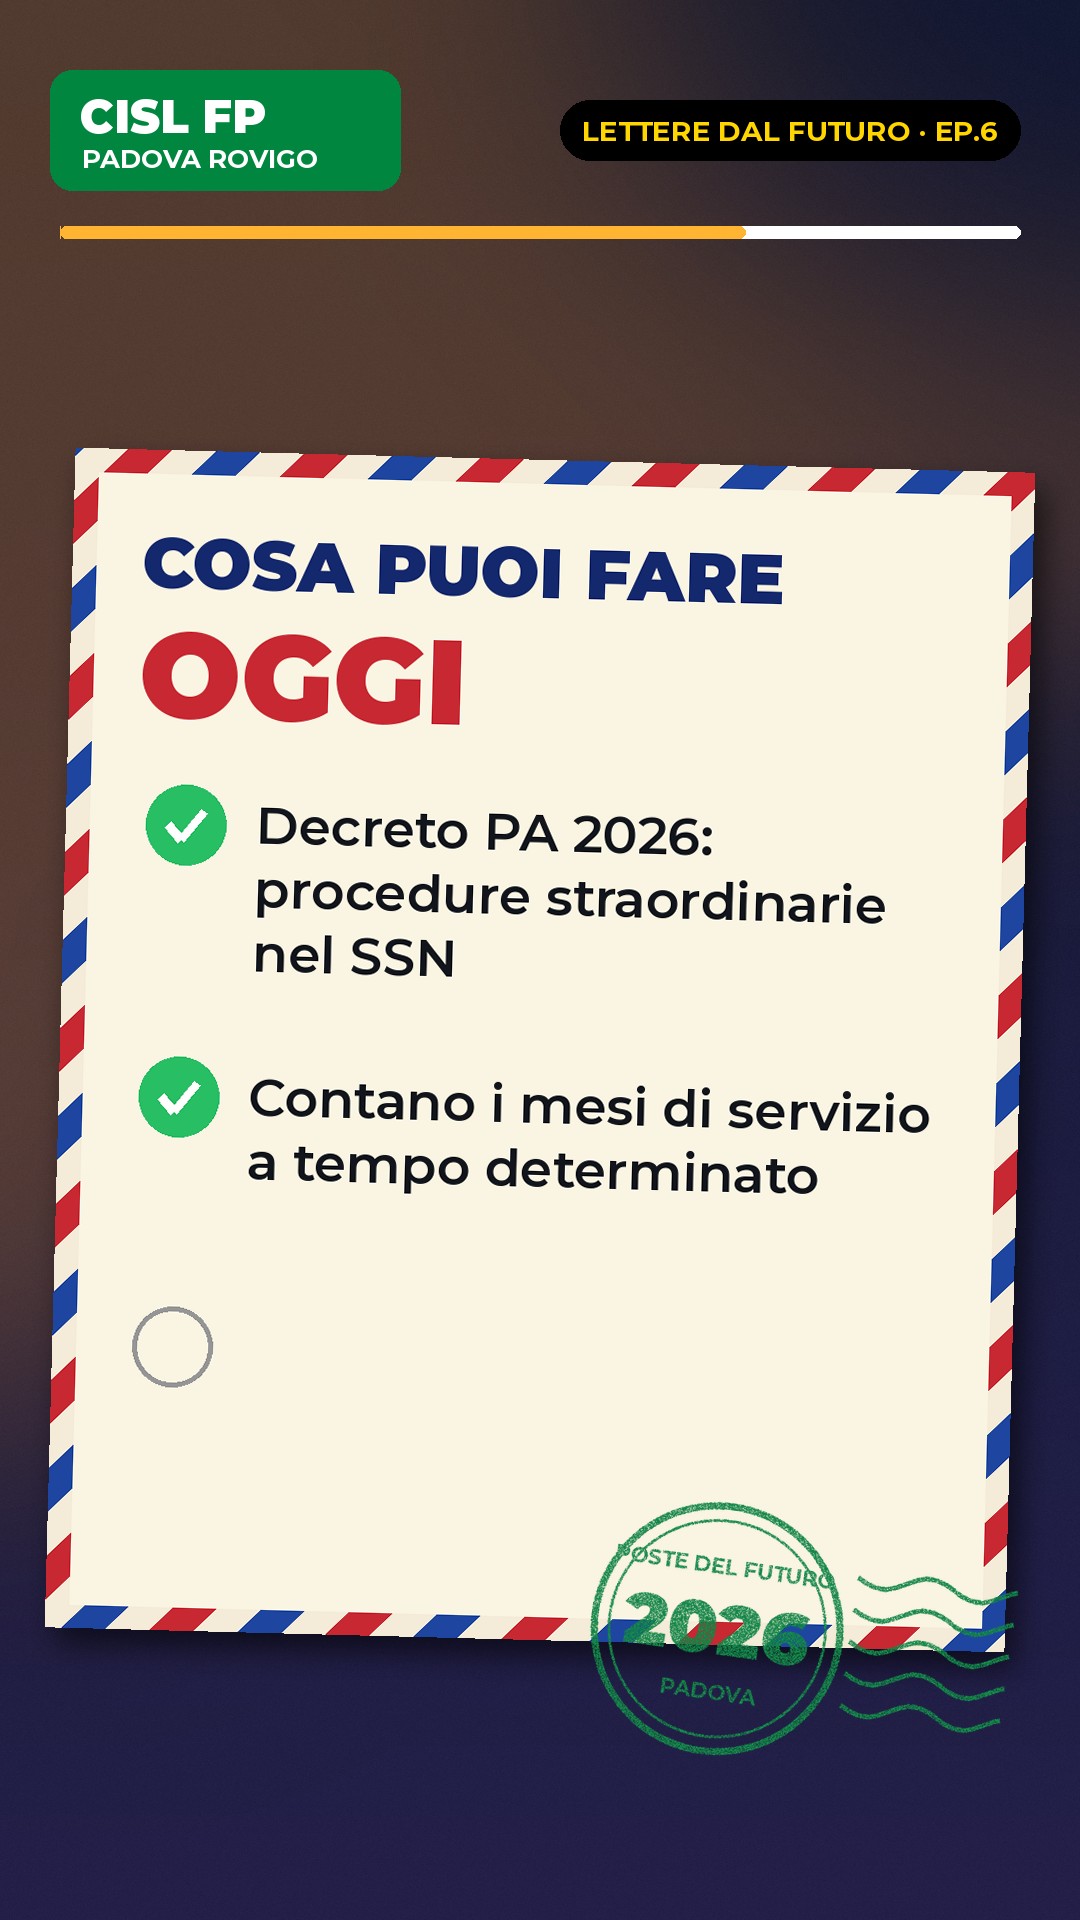 CISL FP
PADOVA ROVIGO
LETTERE DAL FUTURO · EP.6
COSA PUOI FARE
OGGI
Decreto PA 2026:
procedure straordinarie
nel SSN
Contano i mesi di servizio
a tempo determinato
POSTE DEL FUTURO
2026
PADOVA